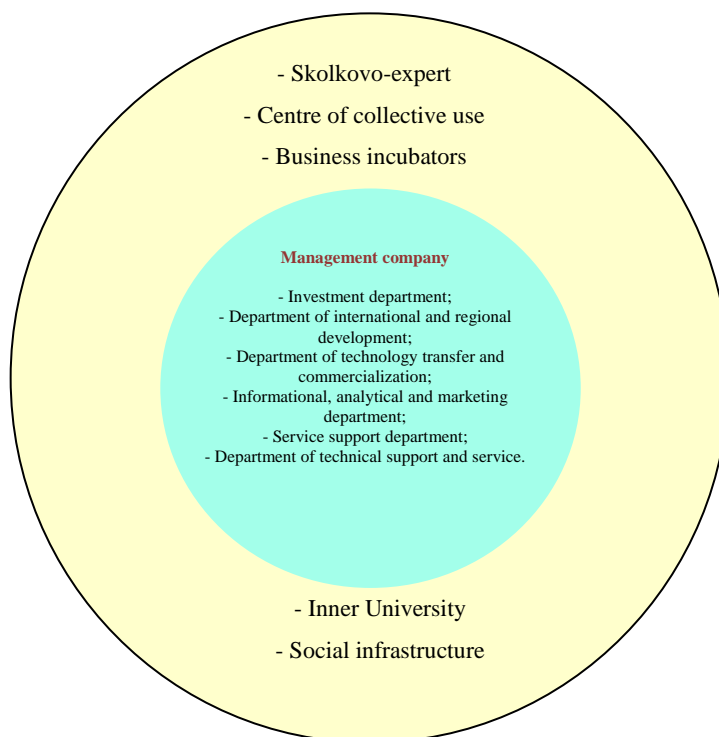 - Skolkovo-expert
- Centre of collective use
- Business incubators
Management company
- Investment department;
- Department of international and regional
development;
- Department of technology transfer and
commercialization;
- Informational, analytical and marketing
department;
- Service support department;
- Department of technical support and service.
- Inner University
- Social infrastructure